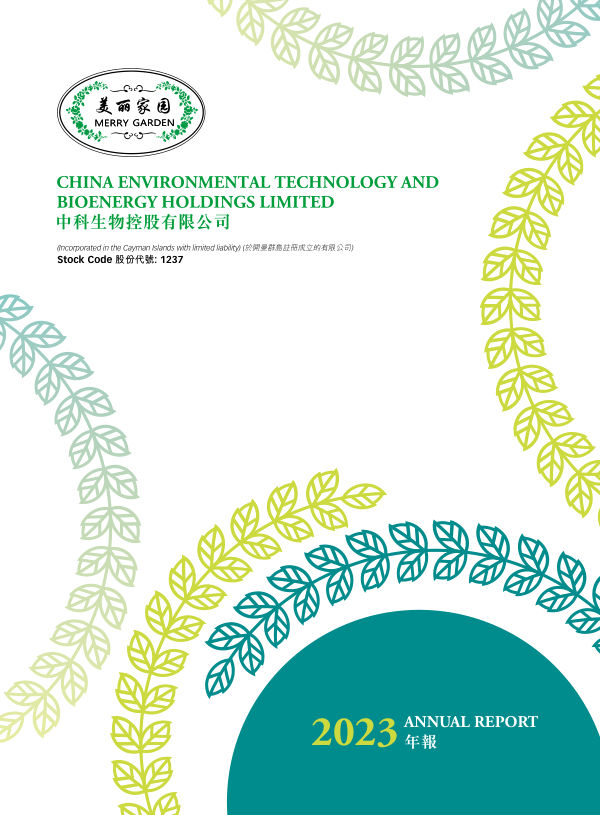 美丽家园
MERRY GARDEN
CHINA ENVIRONMENTAL TECHNOLOGY AND
BIOENERGY HOLDINGS LIMITED
中科生物控股有限公司
(Incorporated in the Cayman Islands with limited liability) (於開曼群島註冊成立的有限公司)
Stock Code 股份代號: 1237
2023 ANNUAL REPORT
年報